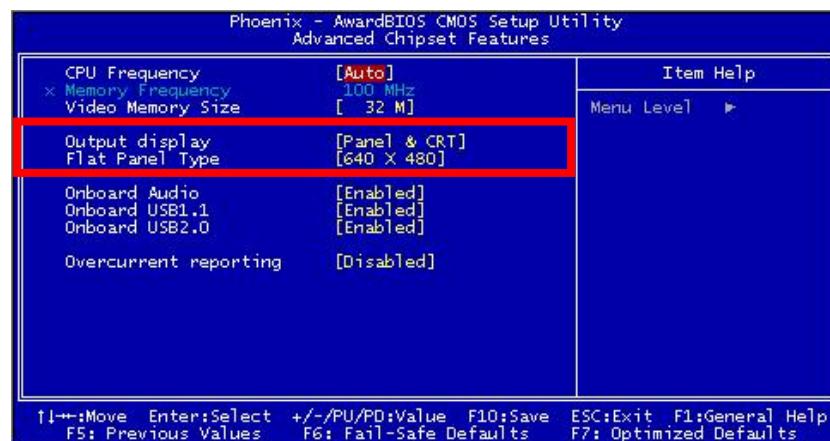 Phoenix - AwardBIOS CMOS Setup Utility
Advanced Chipset Features
CPU Frequency [Auto]
x Memory Frequency 100 MHz
Video Memory Size [ 32 M]
Output display [Panel & CRT]
Flat Panel Type [640 X 480]
Onboard Audio [Enabled]
Onboard USB1.1 [Enabled]
Onboard USB2.0 [Enabled]
Overcurrent reporting [Disabled]
Item Help
Menu Level ►
↑↓→←:Move Enter:Select +/-/PU/PD:Value F10:Save ESC:Exit F1:General Help
F5: Previous Values F6: Fail-Safe Defaults F7: Optimized Defaults